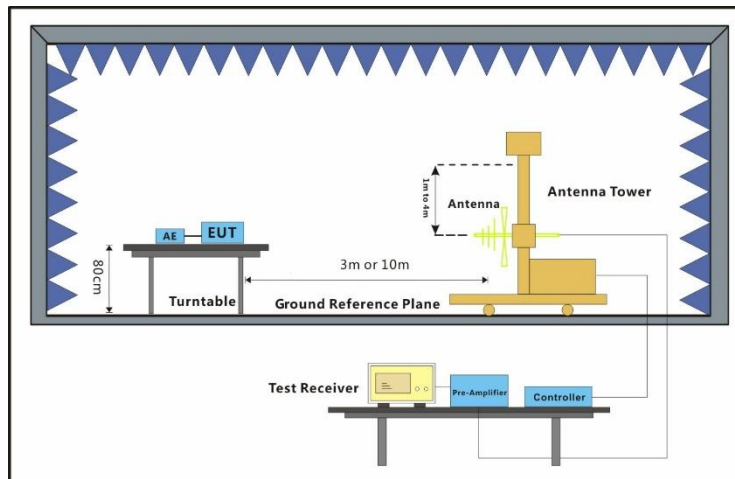 1m to 4m
Antenna
Antenna Tower
AE
EUT
80cm
3m or 10m
Turntable
Ground Reference Plane
Test Receiver
Pre-Amplifier
Controller